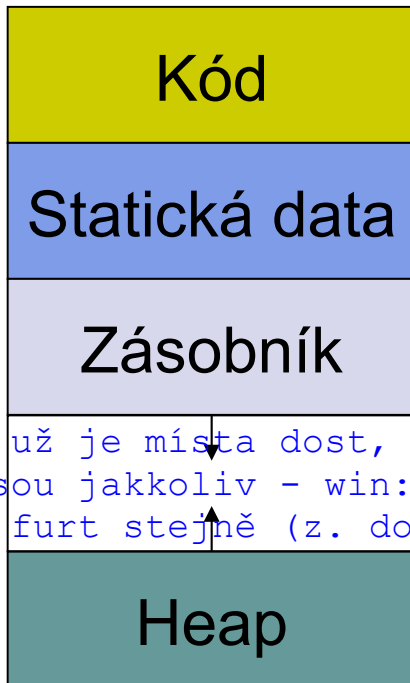 Kód
Statická data
Zásobník
už je místa dost,
sou jakkoliv - win:
furt stejně (z. do
Heap